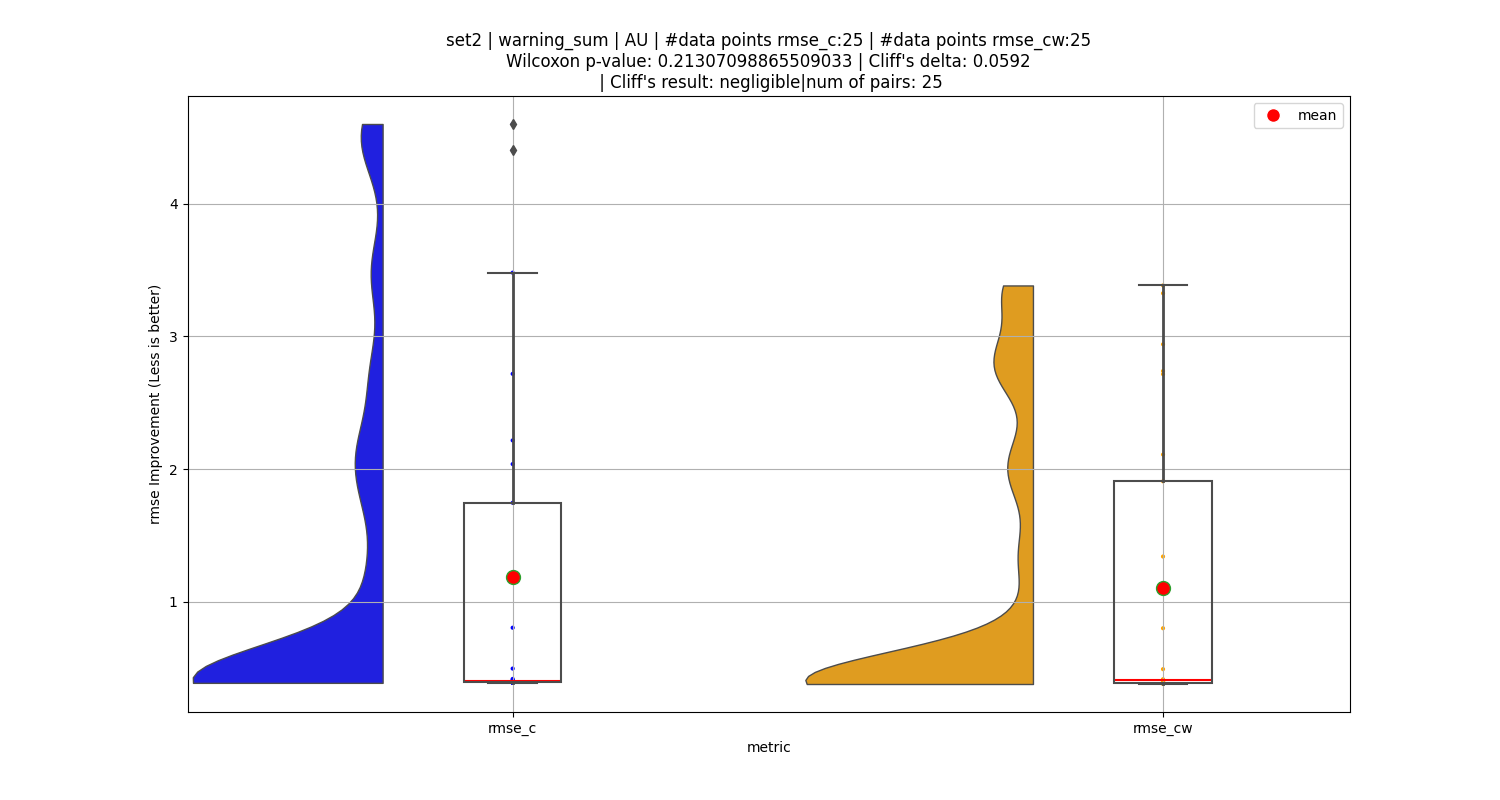 set2 | warning_sum | AU | #data points rmse_c:25 | #data points rmse_cw:25
Wilcoxon p-value: 0.21307098865509033 | Cliff's delta: 0.0592
| Cliff's result: negligible|num of pairs: 25
mean
4
3
2
1
rmse Improvement (Less is better)
rmse_c
rmse_cw
metric